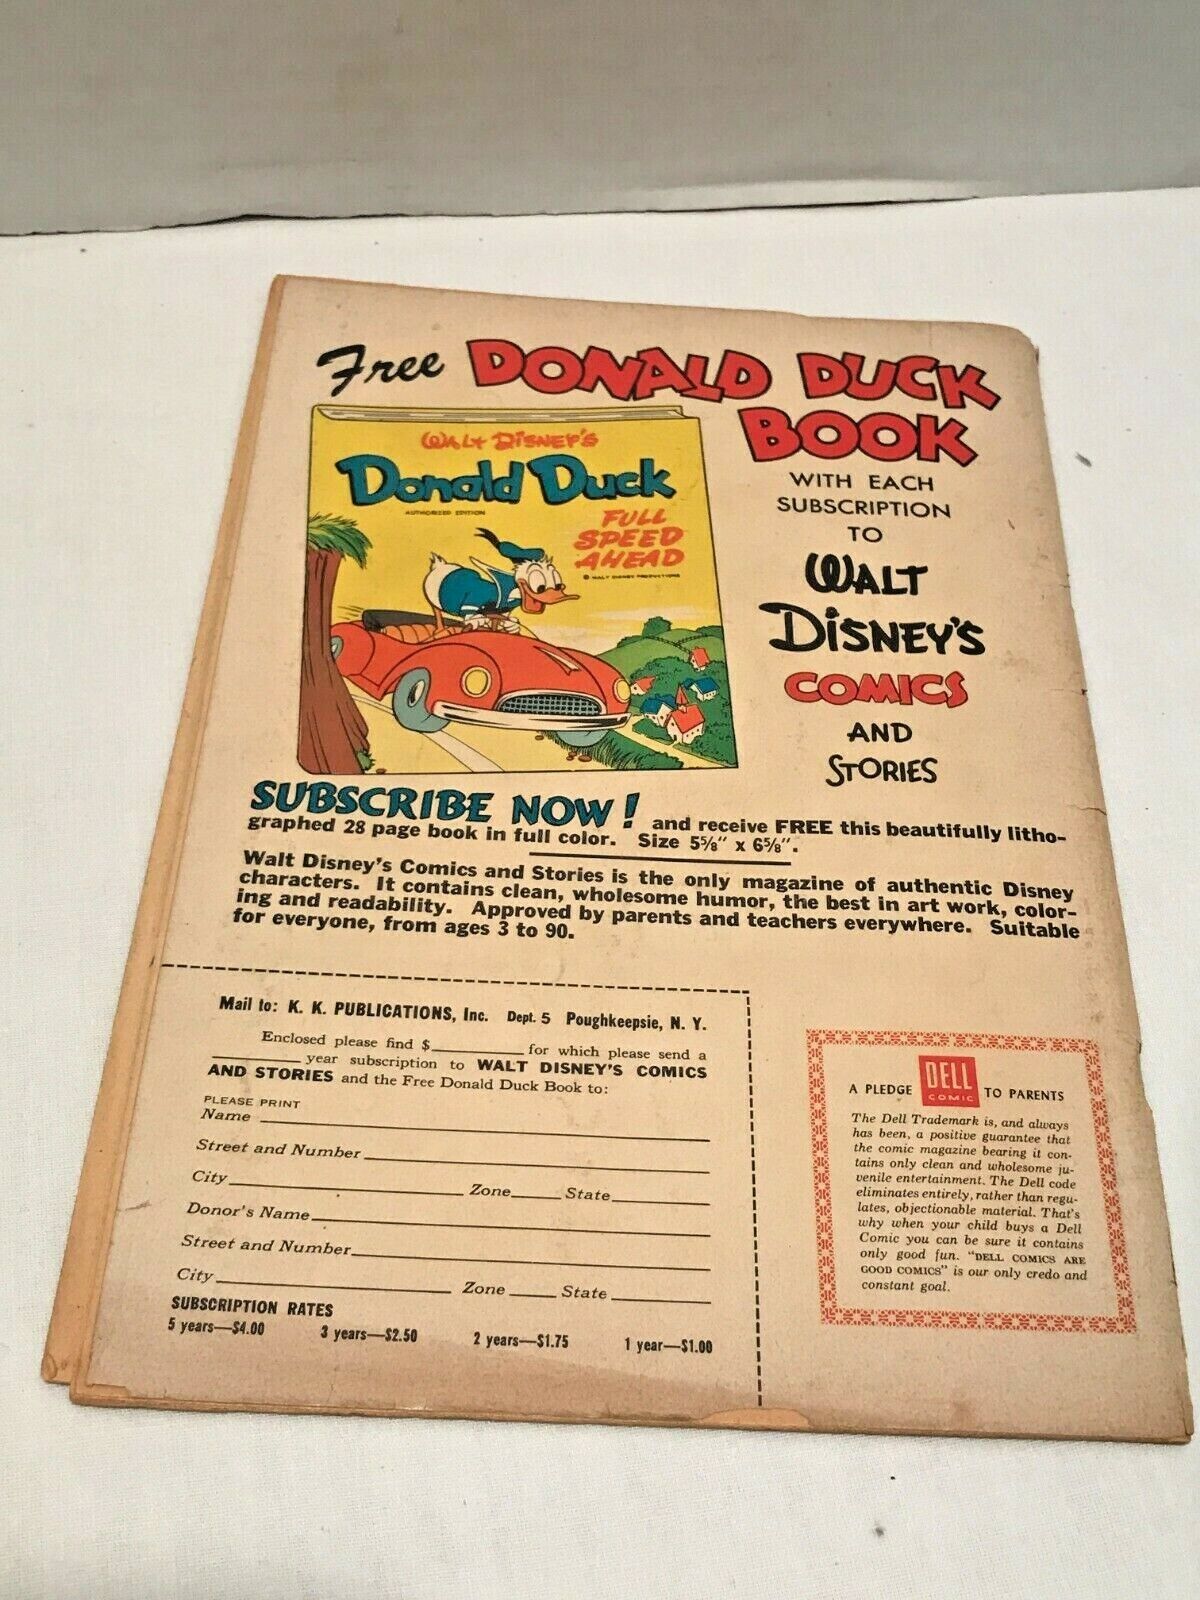 Free DONALD DUCK
BOOK
WITH EACH
SUBSCRIPTION
TO
WALT
DISNEY'S
COMICS
AND
STORIES
WALT DISNEY'S
Donald Duck
AUTHORIZED EDITION
FULL
SPEED
AHEAD
© WALT DISNEY PRODUCTIONS
SUBSCRIBE NOW! and receive FREE this beautifully litho-
graphed 28 page book in full color. Size 5⅝" x 6⅝".
Walt Disney's Comics and Stories is the only magazine of authentic Disney
characters. It contains clean, wholesome humor, the best in art work, color-
ing and readability. Approved by parents and teachers everywhere. Suitable
for everyone, from ages 3 to 90.
Mail to: K. K. PUBLICATIONS, Inc. Dept. 5 Poughkeepsie, N. Y.
Enclosed please find $________ for which please send a
________ year subscription to WALT DISNEY'S COMICS
AND STORIES and the Free Donald Duck Book to:
PLEASE PRINT
Name
Street and Number
City Zone State
Donor's Name
Street and Number
City Zone State
SUBSCRIPTION RATES
5 years—$4.00 3 years—$2.50 2 years—$1.75 1 year—$1.00
A PLEDGE DELL COMIC TO PARENTS
The Dell Trademark is, and always
has been, a positive guarantee that
the comic magazine bearing it con-
tains only clean and wholesome ju-
venile entertainment. The Dell code
eliminates entirely, rather than regu-
lates, objectionable material. That's
why when your child buys a Dell
Comic you can be sure it contains
only good fun. "DELL COMICS ARE
GOOD COMICS" is our only credo and
constant goal.